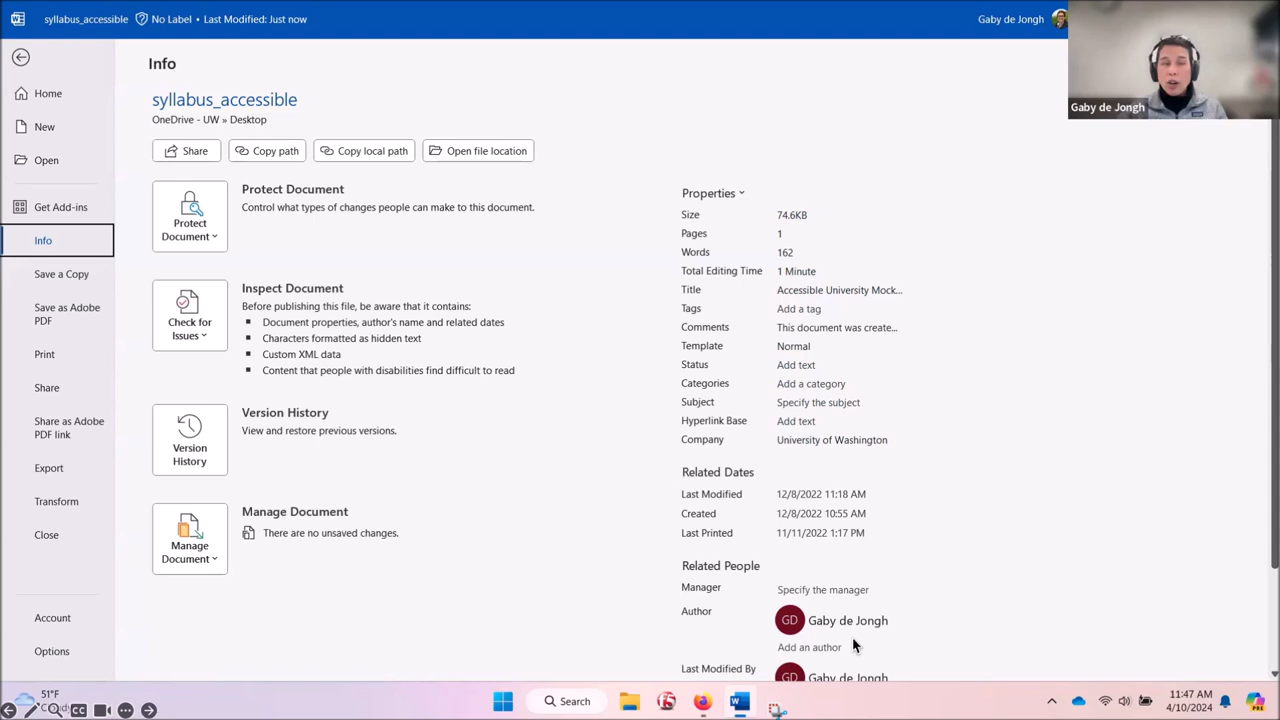 syllabus_accessible No Label • Last Modified: Just now
Gaby de Jongh
Gaby de Jongh
Home
New
Open
Get Add-ins
Info
Save a Copy
Save as Adobe
PDF
Print
Share
Share as Adobe
PDF link
Export
Transform
Close
Account
Options
Info
syllabus_accessible
OneDrive - UW » Desktop
Share
Copy path
Copy local path
Open file location
Protect
Document
Protect Document
Control what types of changes people can make to this document.
Check for
Issues
Inspect Document
Before publishing this file, be aware that it contains:
Document properties, author's name and related dates
Characters formatted as hidden text
Custom XML data
Content that people with disabilities find difficult to read
Version
History
Version History
View and restore previous versions.
Manage
Document
Manage Document
There are no unsaved changes.
Properties
Size 74.6KB
Pages 1
Words 162
Total Editing Time 1 Minute
Title Accessible University Mock...
Tags Add a tag
Comments This document was create...
Template Normal
Status Add text
Categories Add a category
Subject Specify the subject
Hyperlink Base Add text
Company University of Washington
Related Dates
Last Modified 12/8/2022 11:18 AM
Created 12/8/2022 10:55 AM
Last Printed 11/11/2022 1:17 PM
Related People
Manager Specify the manager
Author GD Gaby de Jongh
Add an author
Last Modified By GD Gaby de Jongh
51°F
Search
11:47 AM
4/10/2024